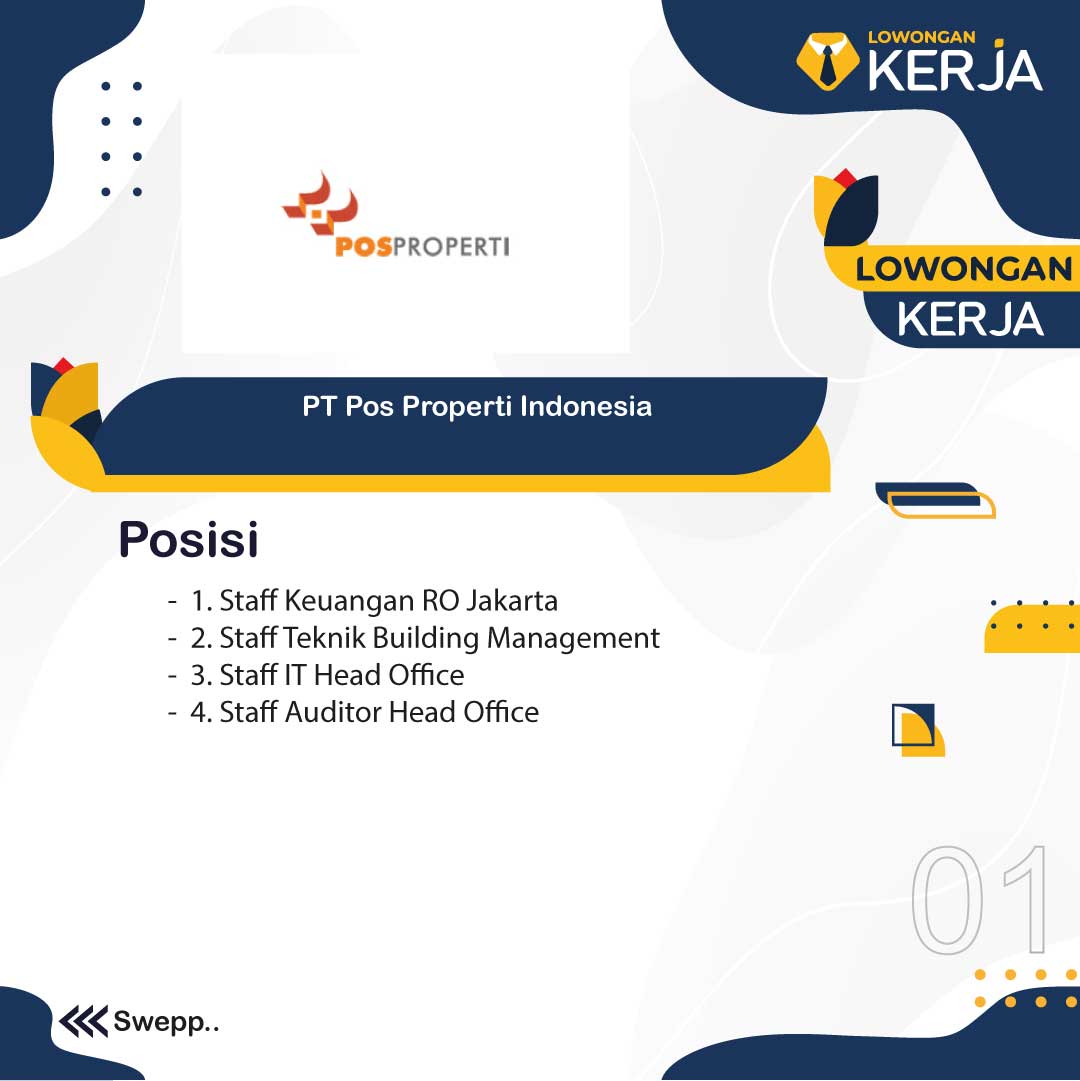 LOWONGAN
KERJA
POSPROPERTI
LOWONGAN
KERJA
PT Pos Properti Indonesia
Posisi
- 1. Staff Keuangan RO Jakarta
- 2. Staff Teknik Building Management
- 3. Staff IT Head Office
- 4. Staff Auditor Head Office
01
Swepp..